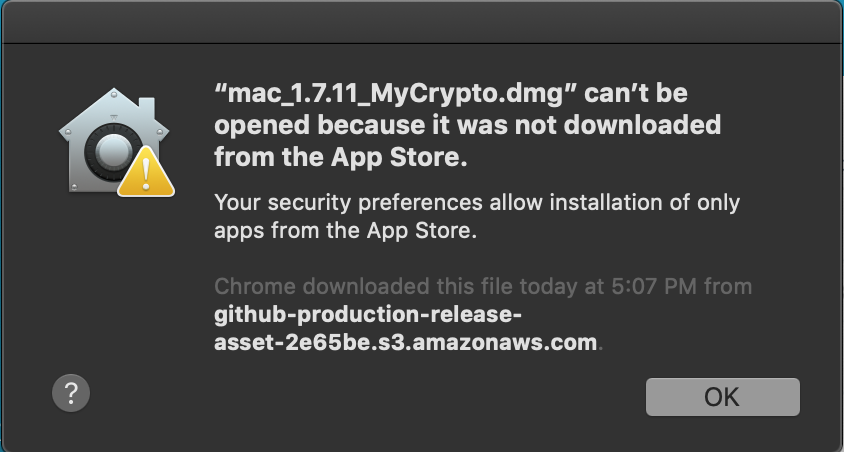 “mac_1.7.11_MyCrypto.dmg” can’t be
opened because it was not downloaded
from the App Store.
Your security preferences allow installation of only
apps from the App Store.
Chrome downloaded this file today at 5:07 PM from
github-production-release-
asset-2e65be.s3.amazonaws.com.
?
OK